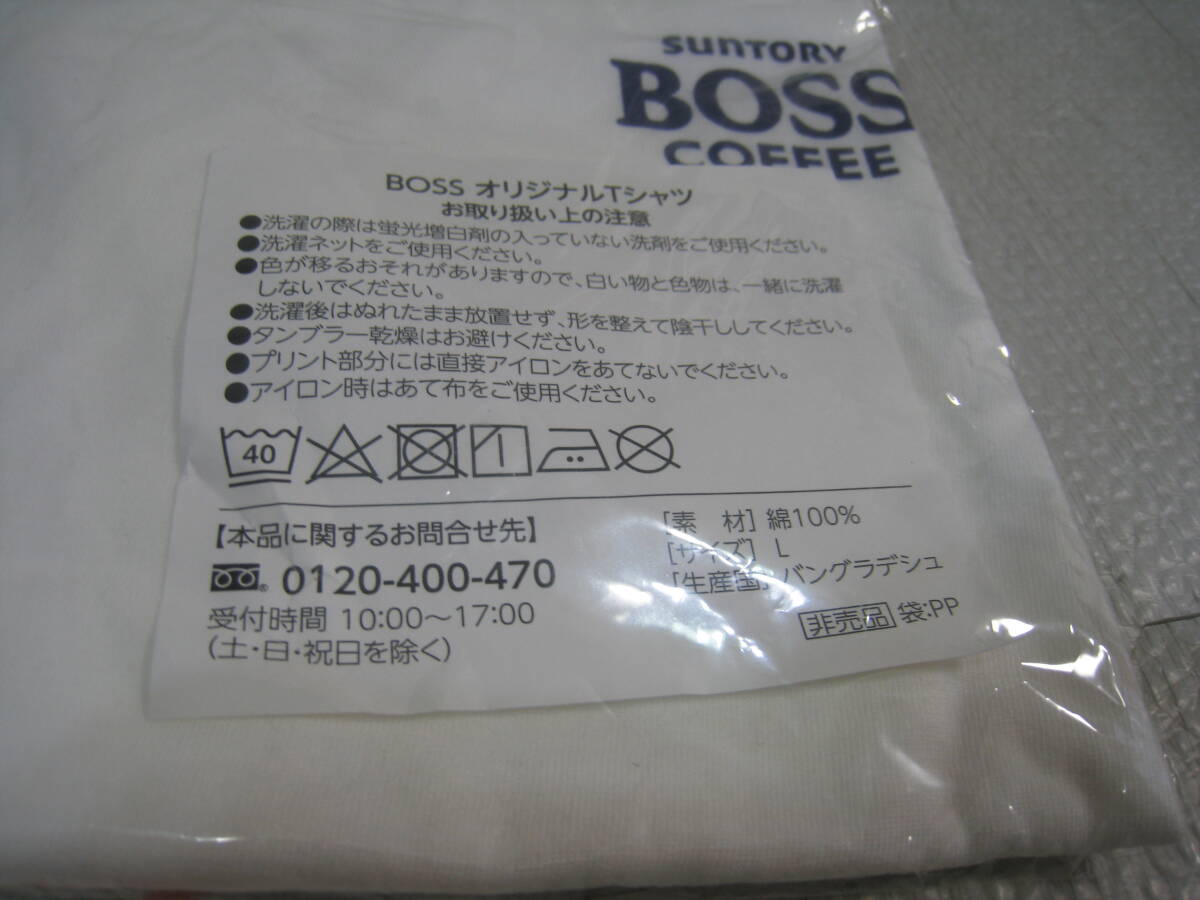 SUNTORY
BOSS
COFFEE
BOSS オリジナルTシャツ
お取り扱い上の注意
●洗濯の際は蛍光増白剤の入っていない洗剤をご使用ください。
●洗濯ネットをご使用ください。
●色が移るおそれがありますので、白い物と色物は、一緒に洗濯
しないでください。
●洗濯後はぬれたまま放置せず、形を整えて陰干ししてください。
●タンブラー乾燥はお避けください。
●プリント部分には直接アイロンをあてないでください。
●アイロン時はあて布をご使用ください。
40
【本品に関するお問合せ先】
0120-400-470
受付時間 10:00〜17:00
(土・日・祝日を除く)
[素 材] 綿100%
[サイズ] L
[生産国] バングラデシュ
非売品 袋:PP